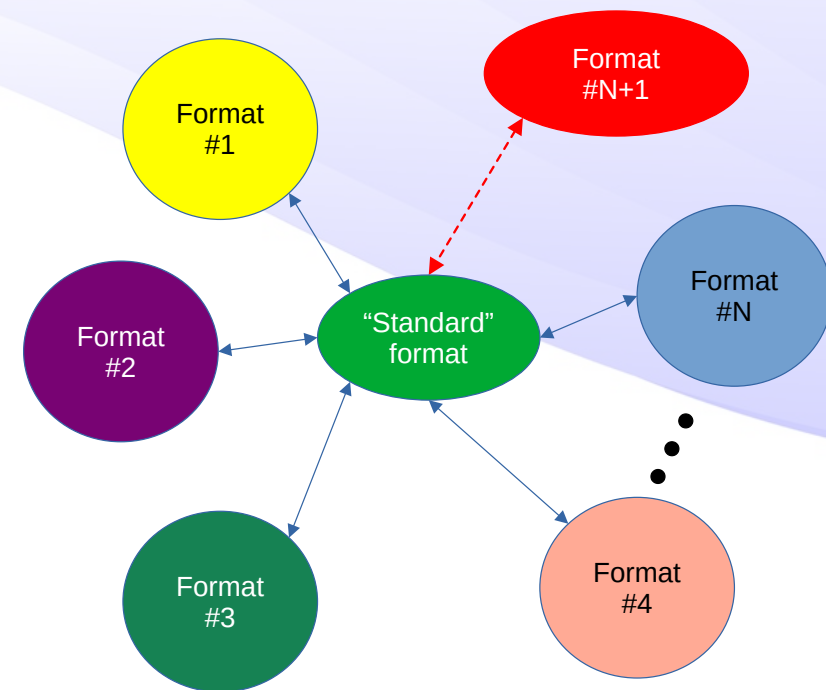 Format
#N+1
Format
#1
Format
#N
“Standard”
format
Format
#2
Format
#3
Format
#4